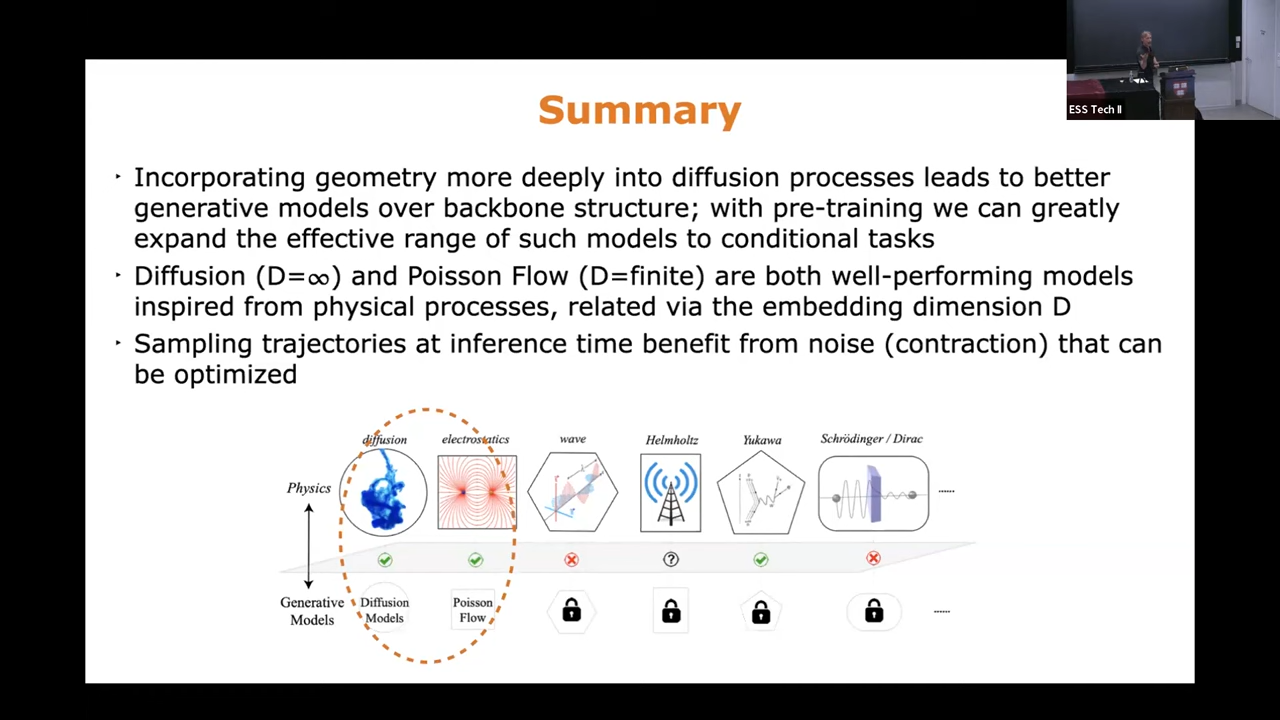 ESS Tech II
Summary
‣ Incorporating geometry more deeply into diffusion processes leads to better
generative models over backbone structure; with pre-training we can greatly
expand the effective range of such models to conditional tasks
‣ Diffusion (D=∞) and Poisson Flow (D=finite) are both well-performing models
inspired from physical processes, related via the embedding dimension D
‣ Sampling trajectories at inference time benefit from noise (contraction) that can
be optimized
diffusion electrostatics wave Helmholtz Yukawa Schrödinger / Dirac
Physics ......
?
Generative Models
Diffusion Models
Poisson Flow
......